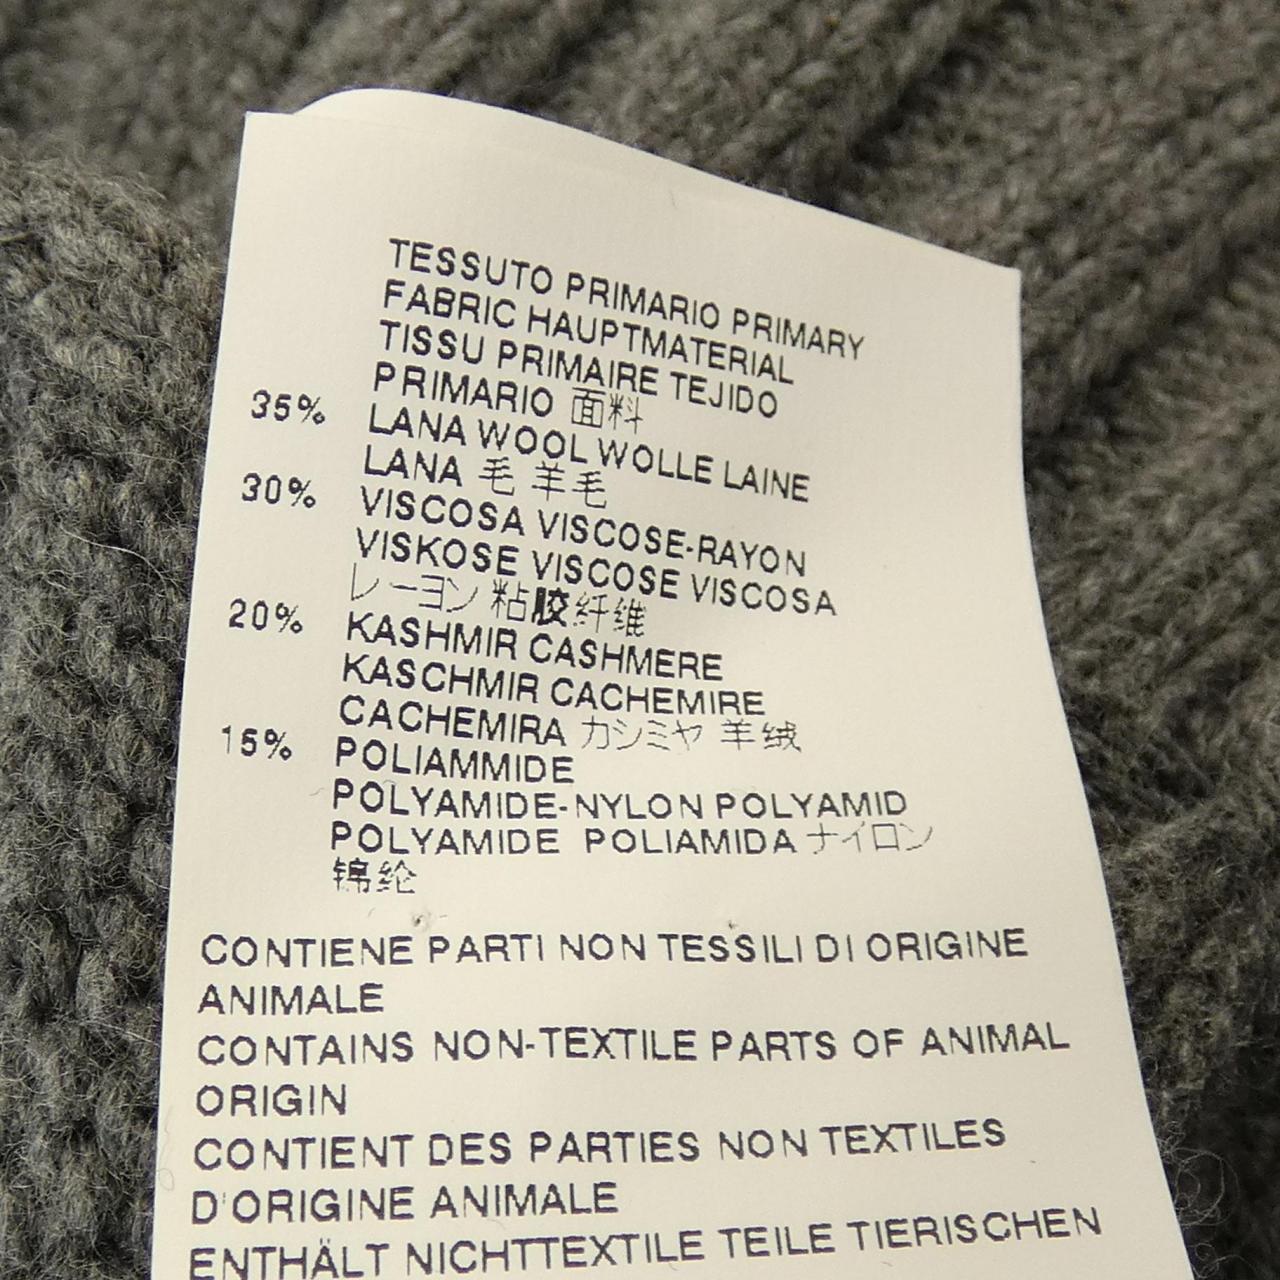 TESSUTO PRIMARIO PRIMARY
FABRIC HAUPTMATERIAL
TISSU PRIMAIRE TEJIDO
PRIMARIO 面料
35% LANA WOOL WOLLE LAINE
LANA 毛 羊毛
30% VISCOSA VISCOSE-RAYON
VISKOSE VISCOSE VISCOSA
レーヨン 粘胶纤维
20% KASHMIR CASHMERE
KASCHMIR CACHEMIRE
CACHEMIRA カシミヤ 羊绒
15% POLIAMMIDE
POLYAMIDE-NYLON POLYAMID
POLYAMIDE POLIAMIDA ナイロン
锦纶
CONTIENE PARTI NON TESSILI DI ORIGINE
ANIMALE
CONTAINS NON-TEXTILE PARTS OF ANIMAL
ORIGIN
CONTIENT DES PARTIES NON TEXTILES
D'ORIGINE ANIMALE
ENTHÄLT NICHTTEXTILE TEILE TIERISCHEN